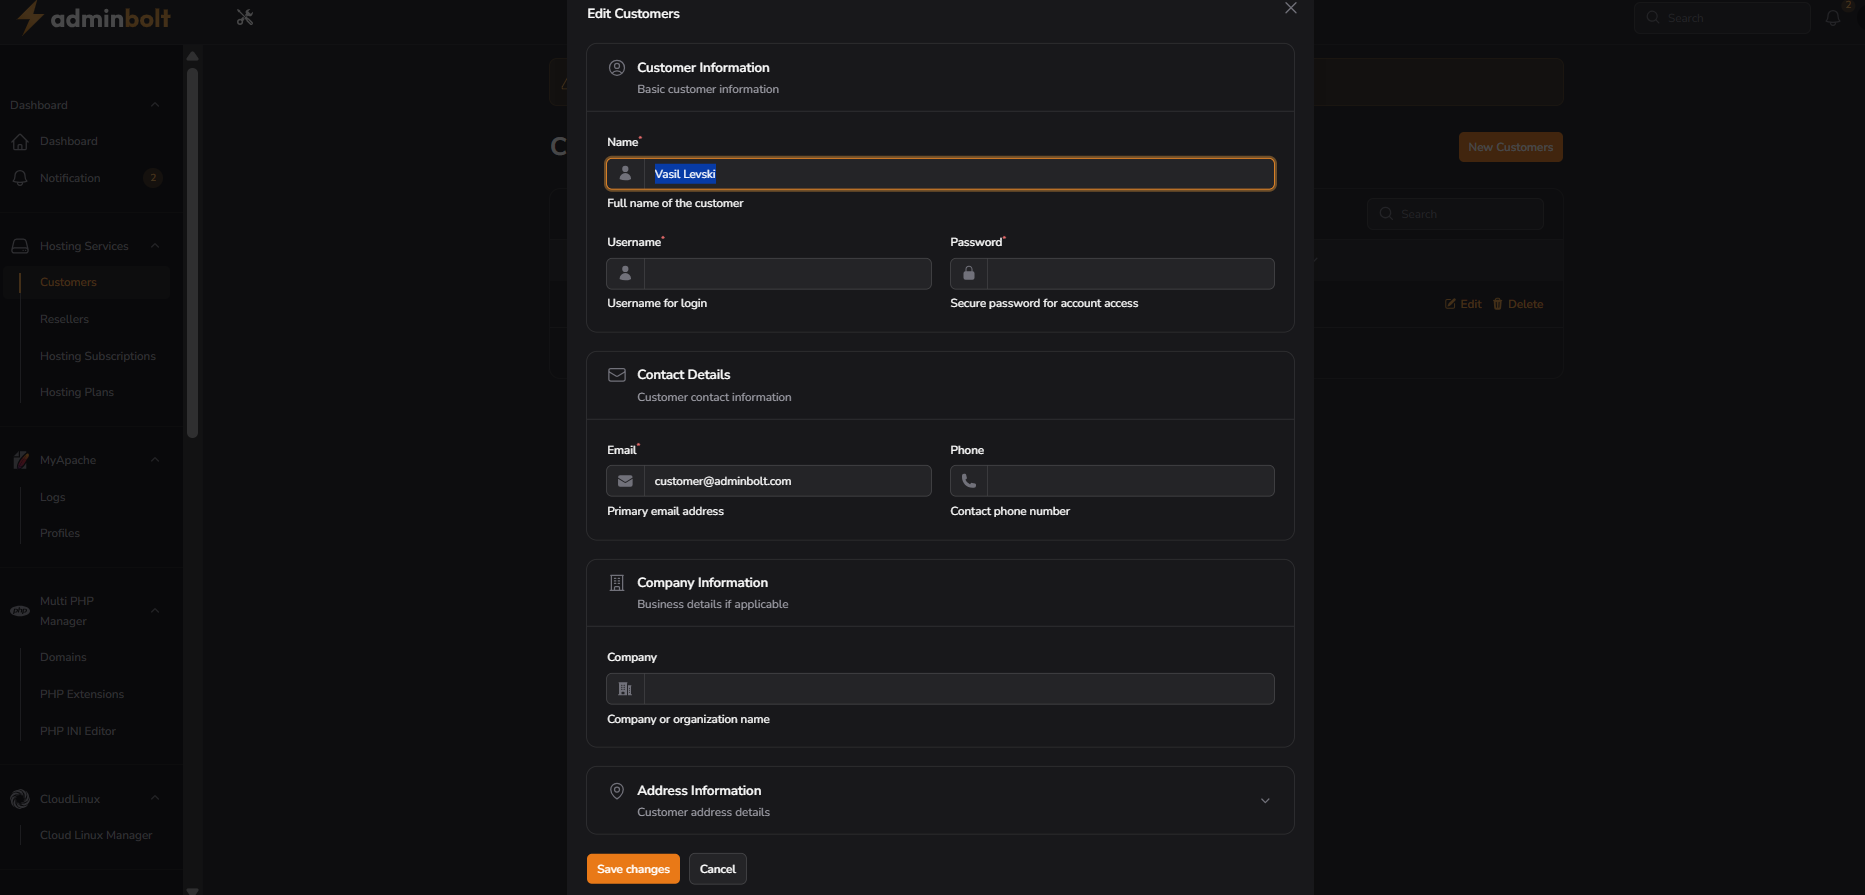 adminbolt
Search
2
Dashboard
Dashboard
Notification
2
Hosting Services
Customers
Resellers
Hosting Subscriptions
Hosting Plans
MyApache
Logs
Profiles
php
Multi PHP
Manager
Domains
PHP Extensions
PHP INI Editor
CloudLinux
Cloud Linux Manager
C
New Customers
Search
Edit
Delete
Edit Customers
Customer Information
Basic customer information
Name*
Vasil Levski
Full name of the customer
Username* Password*
Username for login Secure password for account access
Contact Details
Customer contact information
Email* Phone
customer@adminbolt.com
Primary email address Contact phone number
Company Information
Business details if applicable
Company
Company or organization name
Address Information
Customer address details
Save changes Cancel